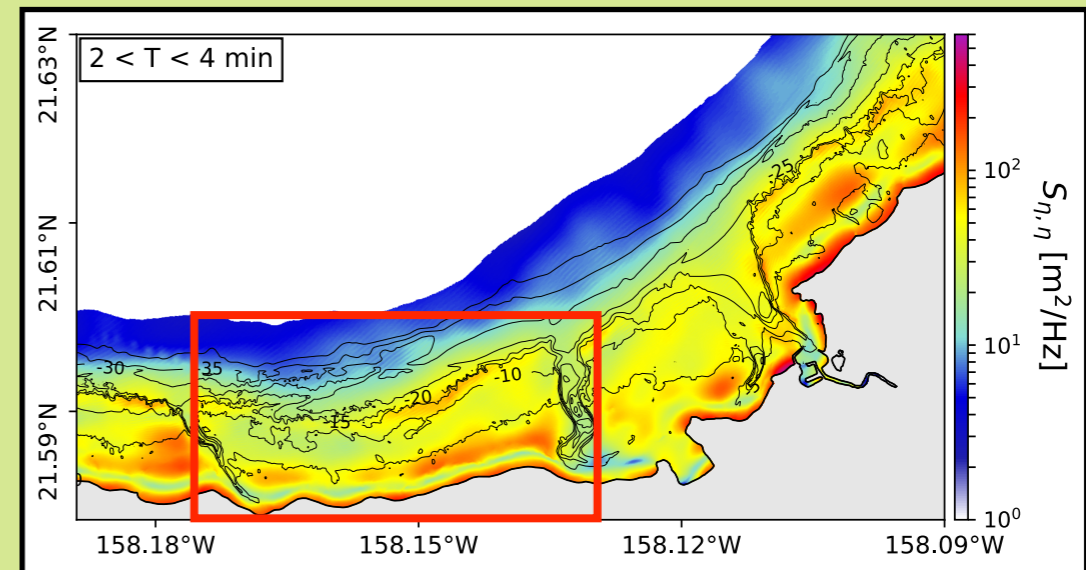 2 < T < 4 min
21.63°N
21.61°N
21.59°N
158.18°W
158.15°W
158.12°W
158.09°W
-25
-30
-35
-10
-20
-15
10²
10¹
10⁰
Sη, η [m²/Hz]